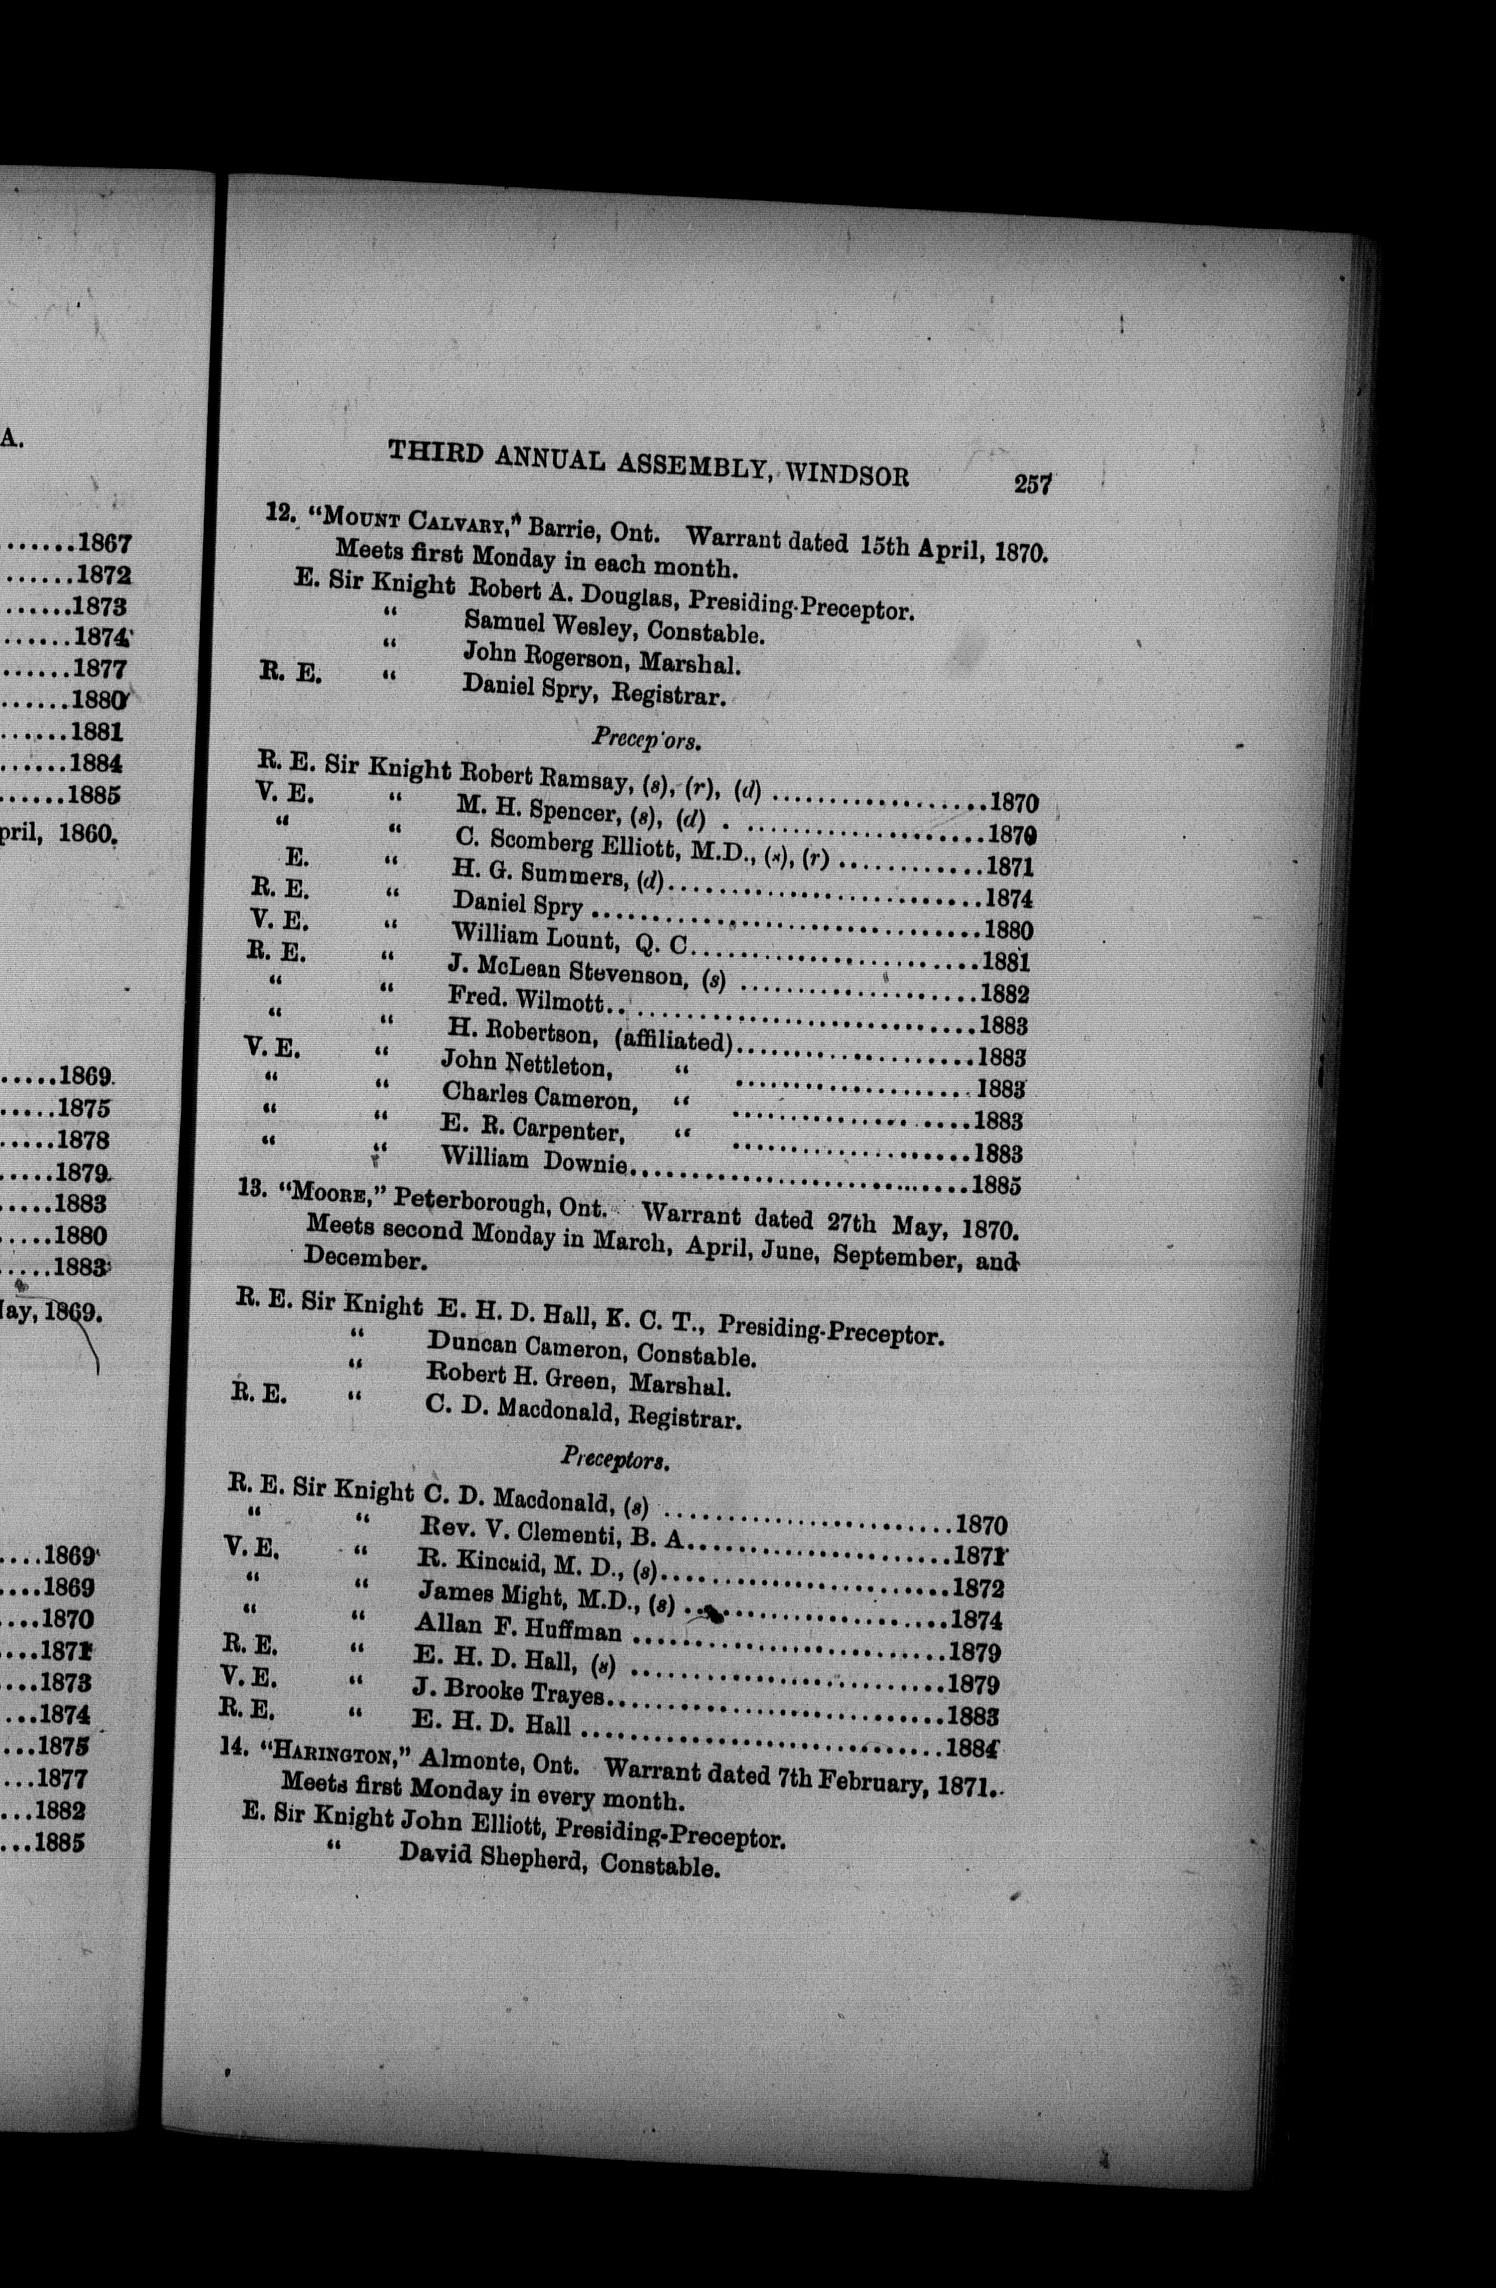 A.
......1867
......1872
......1873
......1874
......1877
......1880
......1881
......1884
......1885
pril, 1860.
.....1869.
.....1875
.....1878
.....1879.
.....1883
.....1880
.....1883
ay, 1869.
....1869
....1869
....1870
....1871
....1873
...1874
...1875
...1877
...1882
...1885
THIRD ANNUAL ASSEMBLY, WINDSOR 257
12. “MOUNT CALVARY,” Barrie, Ont. Warrant dated 15th April, 1870.
Meets first Monday in each month.
E. Sir Knight Robert A. Douglas, Presiding-Preceptor.
“ Samuel Wesley, Constable.
“ John Rogerson, Marshal.
R. E. “ Daniel Spry, Registrar.
Precep'ors.
R. E. Sir Knight Robert Ramsay, (s), (r), (d) ...................1870
V. E. “ M. H. Spencer, (s), (d) . .....................1870
“ “ C. Scomberg Elliott, M.D., (s), (r) .............1871
E. “ H. G. Summers, (d)............................1874
R. E. “ Daniel Spry ...................................1880
V. E. “ William Lount, Q. C..........................1881
R. E. “ J. McLean Stevenson, (s) .....................1882
“ “ Fred. Wilmott.. ..............................1883
“ “ H. Robertson, (affiliated).....................1883
V. E. “ John Nettleton, “ .....................1883
“ “ Charles Cameron, “ .....................1883
“ “ E. R. Carpenter, “ .....................1883
“ “ William Downie..............................1885
13. “MOORE,” Peterborough, Ont. Warrant dated 27th May, 1870.
Meets second Monday in March, April, June, September, and
December.
R. E. Sir Knight E. H. D. Hall, K. C. T., Presiding-Preceptor.
“ Duncan Cameron, Constable.
“ Robert H. Green, Marshal.
R. E. “ C. D. Macdonald, Registrar.
Preceptors.
R. E. Sir Knight C. D. Macdonald, (s) .........................1870
“ “ Rev. V. Clementi, B. A.......................1871
V. E. “ R. Kincaid, M. D., (s).........................1872
“ “ James Might, M.D., (s) .......................1874
“ “ Allan F. Huffman ...........................1879
R. E. “ E. H. D. Hall, (s) ...........................1879
V. E. “ J. Brooke Trayes.............................1883
R. E. “ E. H. D. Hall ...............................1884
14. “HARINGTON,” Almonte, Ont. Warrant dated 7th February, 1871.
Meets first Monday in every month.
E. Sir Knight John Elliott, Presiding-Preceptor.
“ David Shepherd, Constable.